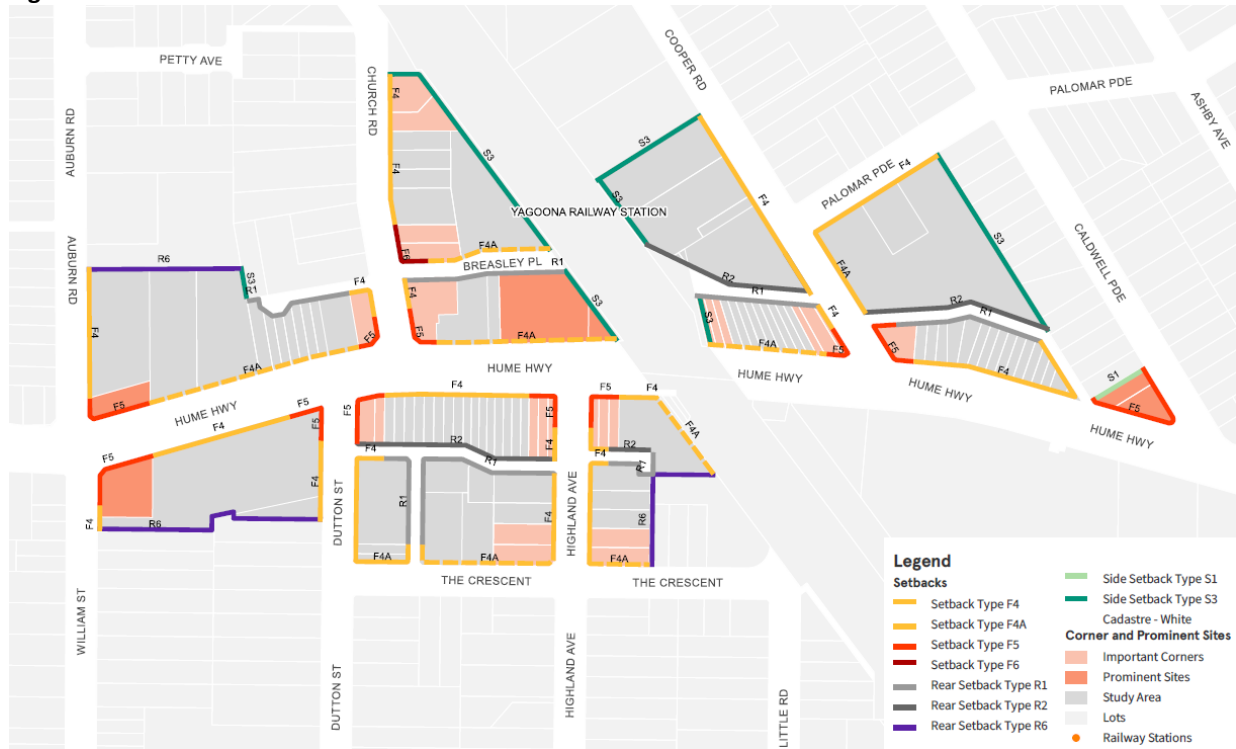 PETTY AVE
AUBURN RD
CHURCH RD
COOPER RD
PALOMAR PDE
ASHBY AVE
F4
S3
S3
F4
PALOMAR PDE
F4
F4
S3
YAGOONA RAILWAY STATION
S3
S3
CALDWELL PDE
AUBURN RD
R6
S3
R1
F4
F6
F4A
BREASLEY PL
R1
F4
R2
R1
F4A
R2
R1
F4
F5
F4A
F5
F4A
S3
S3
F4A
F4
F5
F5
F4
S1
F5
F5
HUME HWY
HUME HWY
HUME HWY
HUME HWY
HUME HWY
F5
F4
F5
F5
F5
F4
F5
F5
F4
F4A
F4
F4
R6
F4
R2
R1
F4
F4
R2
R1
R1
F4
R6
F4A
F4A
F4A
DUTTON ST
HIGHLAND AVE
THE CRESCENT
THE CRESCENT
WILLIAM ST
DUTTON ST
HIGHLAND AVE
LITTLE RD
Legend
Setbacks
Setback Type F4
Setback Type F4A
Setback Type F5
Setback Type F6
Rear Setback Type R1
Rear Setback Type R2
Rear Setback Type R6
Side Setback Type S1
Side Setback Type S3
Cadastre - White
Corner and Prominent Sites
Important Corners
Prominent Sites
Study Area
Lots
Railway Stations